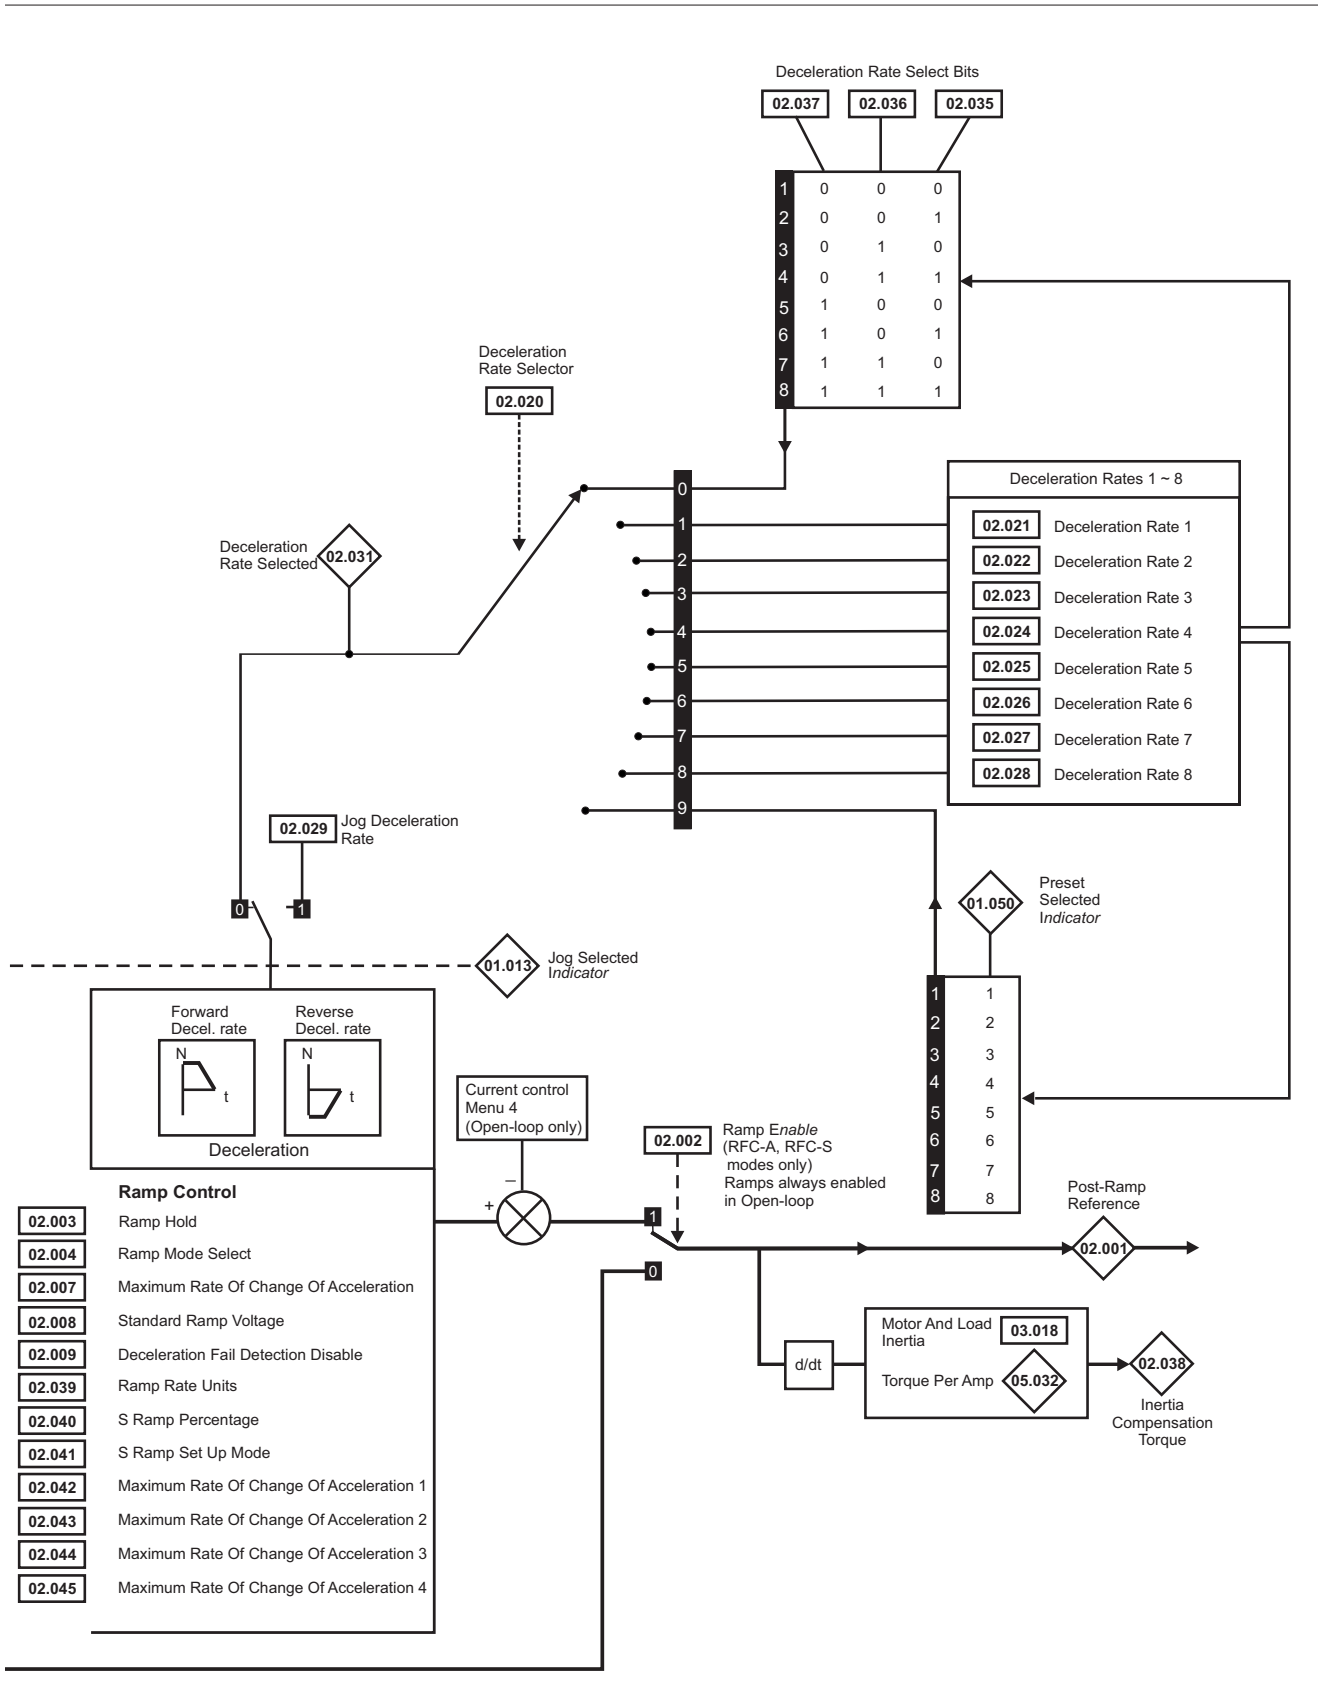 Deceleration Rate Select Bits
02.037 02.036 02.035
1 0 0 0
2 0 0 1
3 0 1 0
4 0 1 1
5 1 0 0
6 1 0 1
7 1 1 0
8 1 1 1
Deceleration
Rate Selector
02.020
Deceleration
Rate Selected
02.031
0
1
2
3
4
5
6
7
8
9
Deceleration Rates 1 ~ 8
02.021 Deceleration Rate 1
02.022 Deceleration Rate 2
02.023 Deceleration Rate 3
02.024 Deceleration Rate 4
02.025 Deceleration Rate 5
02.026 Deceleration Rate 6
02.027 Deceleration Rate 7
02.028 Deceleration Rate 8
02.029
Jog Deceleration
Rate
0 1
01.013
Jog Selected
Indicator
01.050
Preset
Selected
Indicator
1 1
2 2
3 3
4 4
5 5
6 6
7 7
8 8
Forward
Decel. rate
N
t
Reverse
Decel. rate
N
t
Deceleration
Current control
Menu 4
(Open-loop only)
–
+
02.002
Ramp Enable
(RFC-A, RFC-S
modes only)
Ramps always enabled
in Open-loop
1
0
Post-Ramp
Reference
02.001
d/dt
Motor And Load
Inertia
03.018
Torque Per Amp
05.032
02.038
Inertia
Compensation
Torque
Ramp Control
02.003 Ramp Hold
02.004 Ramp Mode Select
02.007 Maximum Rate Of Change Of Acceleration
02.008 Standard Ramp Voltage
02.009 Deceleration Fail Detection Disable
02.039 Ramp Rate Units
02.040 S Ramp Percentage
02.041 S Ramp Set Up Mode
02.042 Maximum Rate Of Change Of Acceleration 1
02.043 Maximum Rate Of Change Of Acceleration 2
02.044 Maximum Rate Of Change Of Acceleration 3
02.045 Maximum Rate Of Change Of Acceleration 4